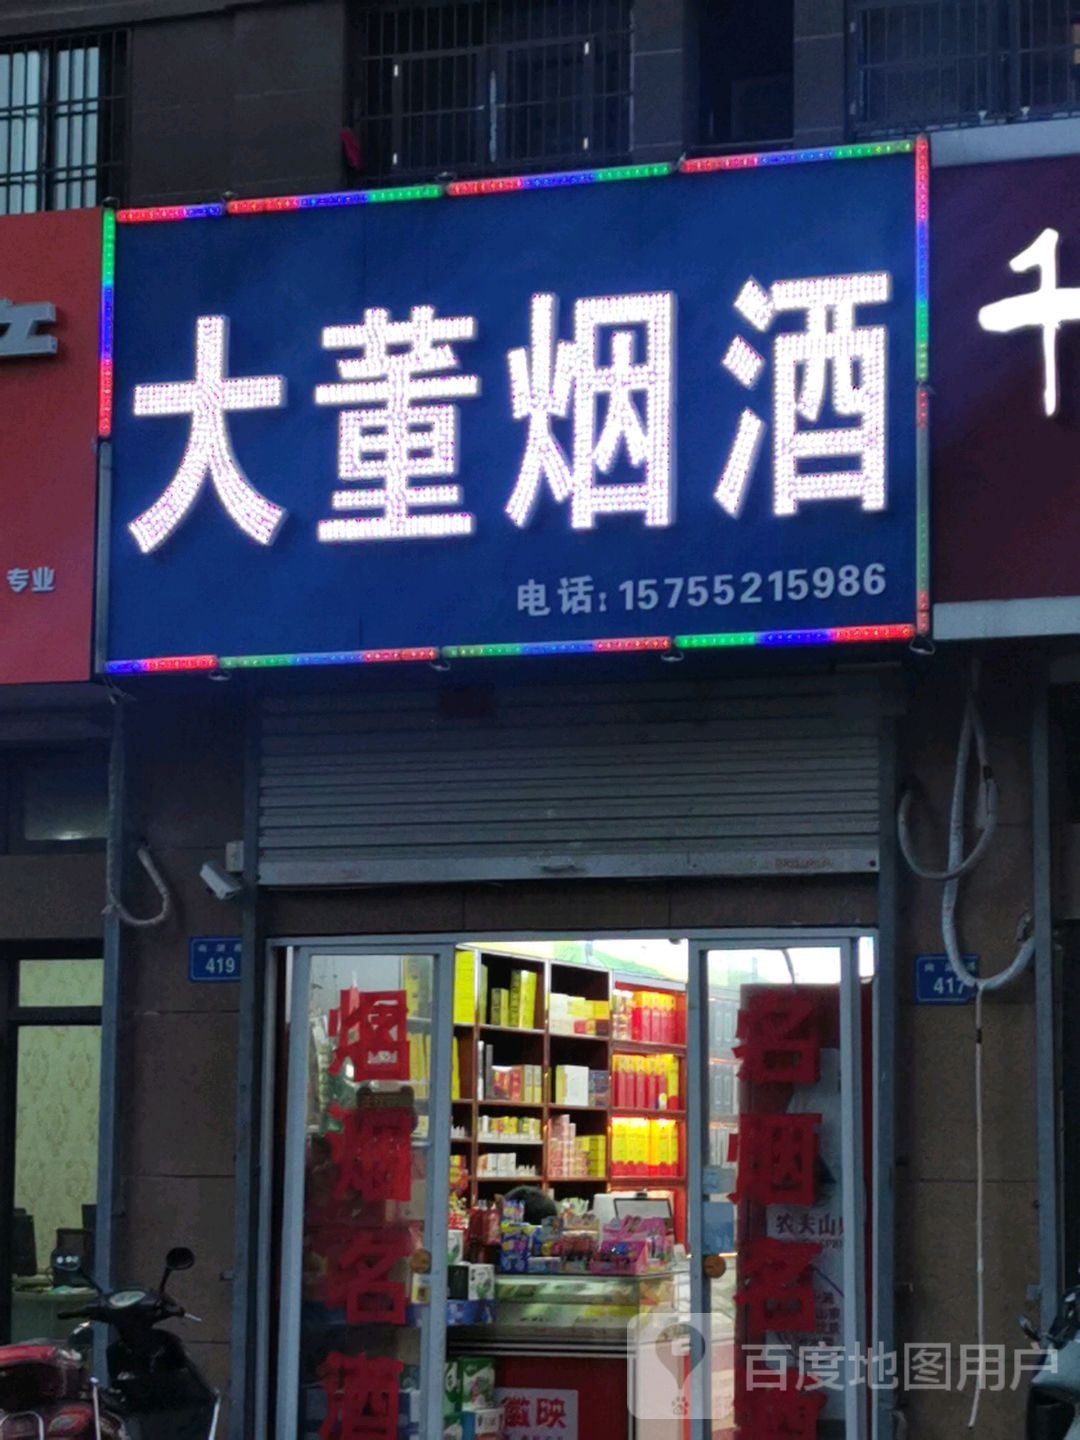 大董烟酒
电话：15755215986
专业
419
417
烟烟名酒
名烟名
农夫山
徽映
百度地图用户